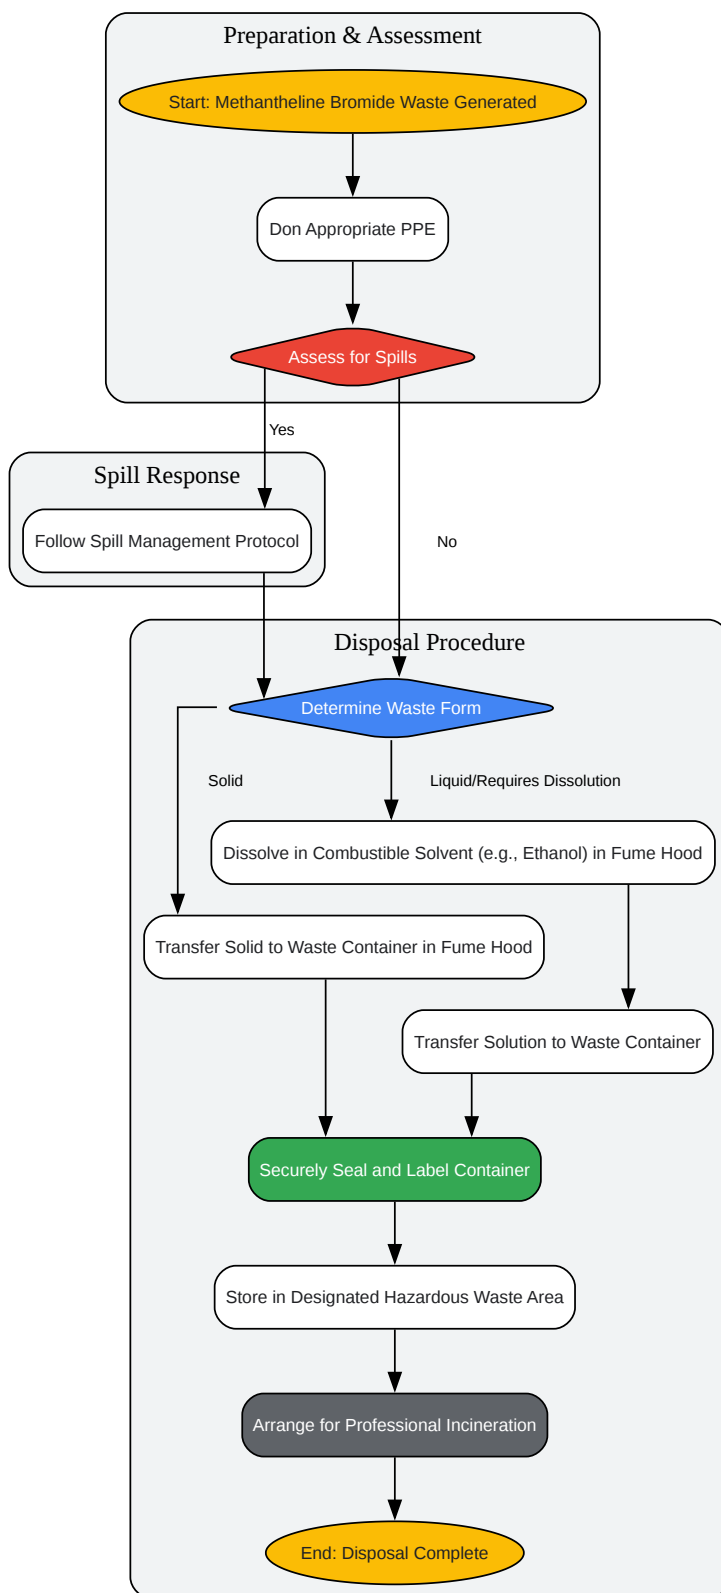 Preparation & Assessment
Start: Methantheline Bromide Waste Generated
Don Appropriate PPE
Assess for Spills
Yes
Spill Response
Follow Spill Management Protocol
No
Disposal Procedure
Determine Waste Form
Solid
Liquid/Requires Dissolution
Dissolve in Combustible Solvent (e.g., Ethanol) in Fume Hood
Transfer Solid to Waste Container in Fume Hood
Transfer Solution to Waste Container
Securely Seal and Label Container
Store in Designated Hazardous Waste Area
Arrange for Professional Incineration
End: Disposal Complete